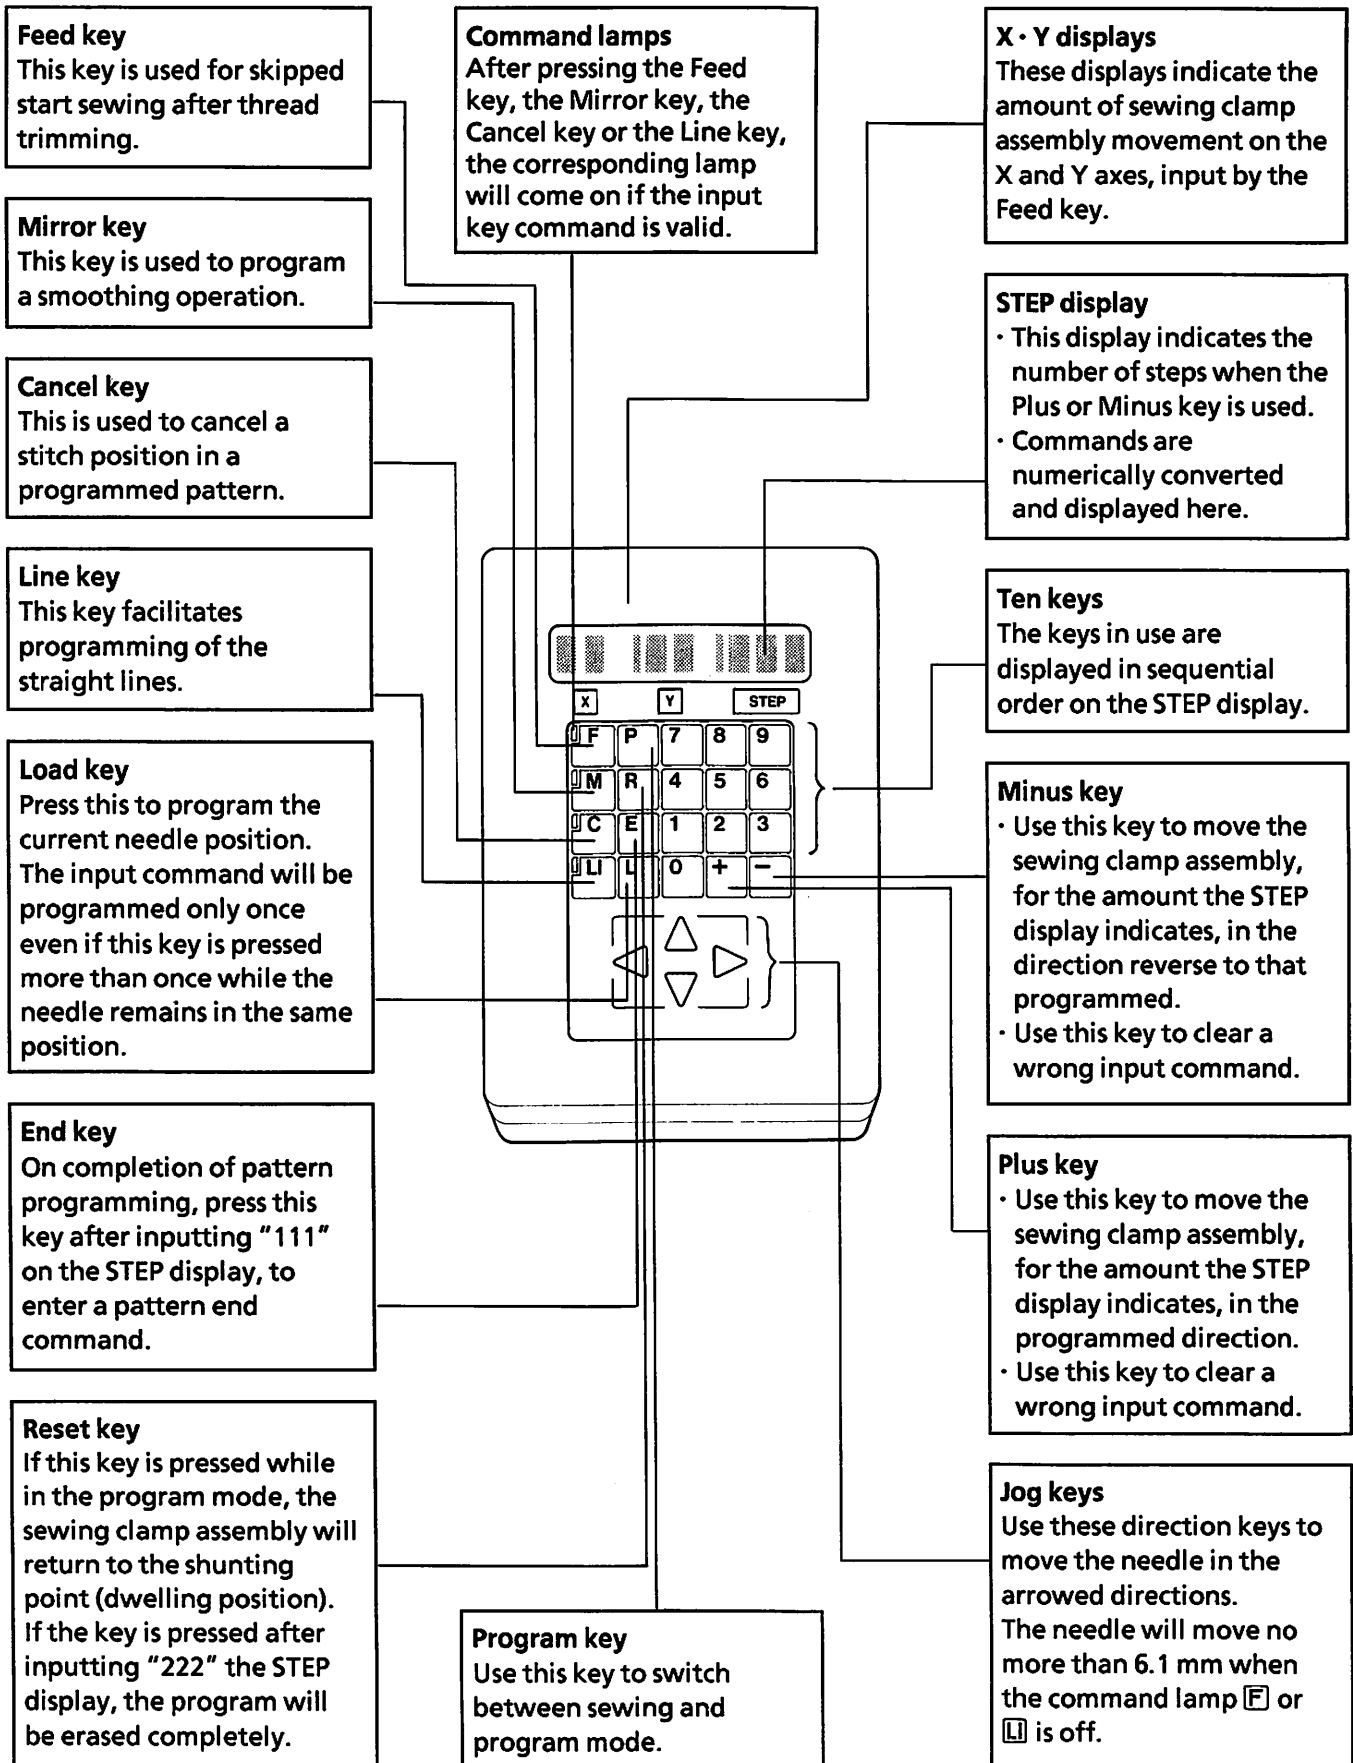 Feed key
This key is used for skipped
start sewing after thread
trimming.
Mirror key
This key is used to program
a smoothing operation.
Cancel key
This is used to cancel a
stitch position in a
programmed pattern.
Line key
This key facilitates
programming of the
straight lines.
Load key
Press this to program the
current needle position.
The input command will be
programmed only once
even if this key is pressed
more than once while the
needle remains in the same
position.
End key
On completion of pattern
programming, press this
key after inputting "111"
on the STEP display, to
enter a pattern end
command.
Reset key
If this key is pressed while
in the program mode, the
sewing clamp assembly will
return to the shunting
point (dwelling position).
If the key is pressed after
inputting "222" the STEP
display, the program will
be erased completely.
Command lamps
After pressing the Feed
key, the Mirror key, the
Cancel key or the Line key,
the corresponding lamp
will come on if the input
key command is valid.
X Y STEP
F P 7 8 9
M R 4 5 6
C E 1 2 3
LI L 0 + −
Program key
Use this key to switch
between sewing and
program mode.
X · Y displays
These displays indicate the
amount of sewing clamp
assembly movement on the
X and Y axes, input by the
Feed key.
STEP display
· This display indicates the
number of steps when the
Plus or Minus key is used.
· Commands are
numerically converted
and displayed here.
Ten keys
The keys in use are
displayed in sequential
order on the STEP display.
Minus key
· Use this key to move the
sewing clamp assembly,
for the amount the STEP
display indicates, in the
direction reverse to that
programmed.
· Use this key to clear a
wrong input command.
Plus key
· Use this key to move the
sewing clamp assembly,
for the amount the STEP
display indicates, in the
programmed direction.
· Use this key to clear a
wrong input command.
Jog keys
Use these direction keys to
move the needle in the
arrowed directions.
The needle will move no
more than 6.1 mm when
the command lamp F or
LI is off.